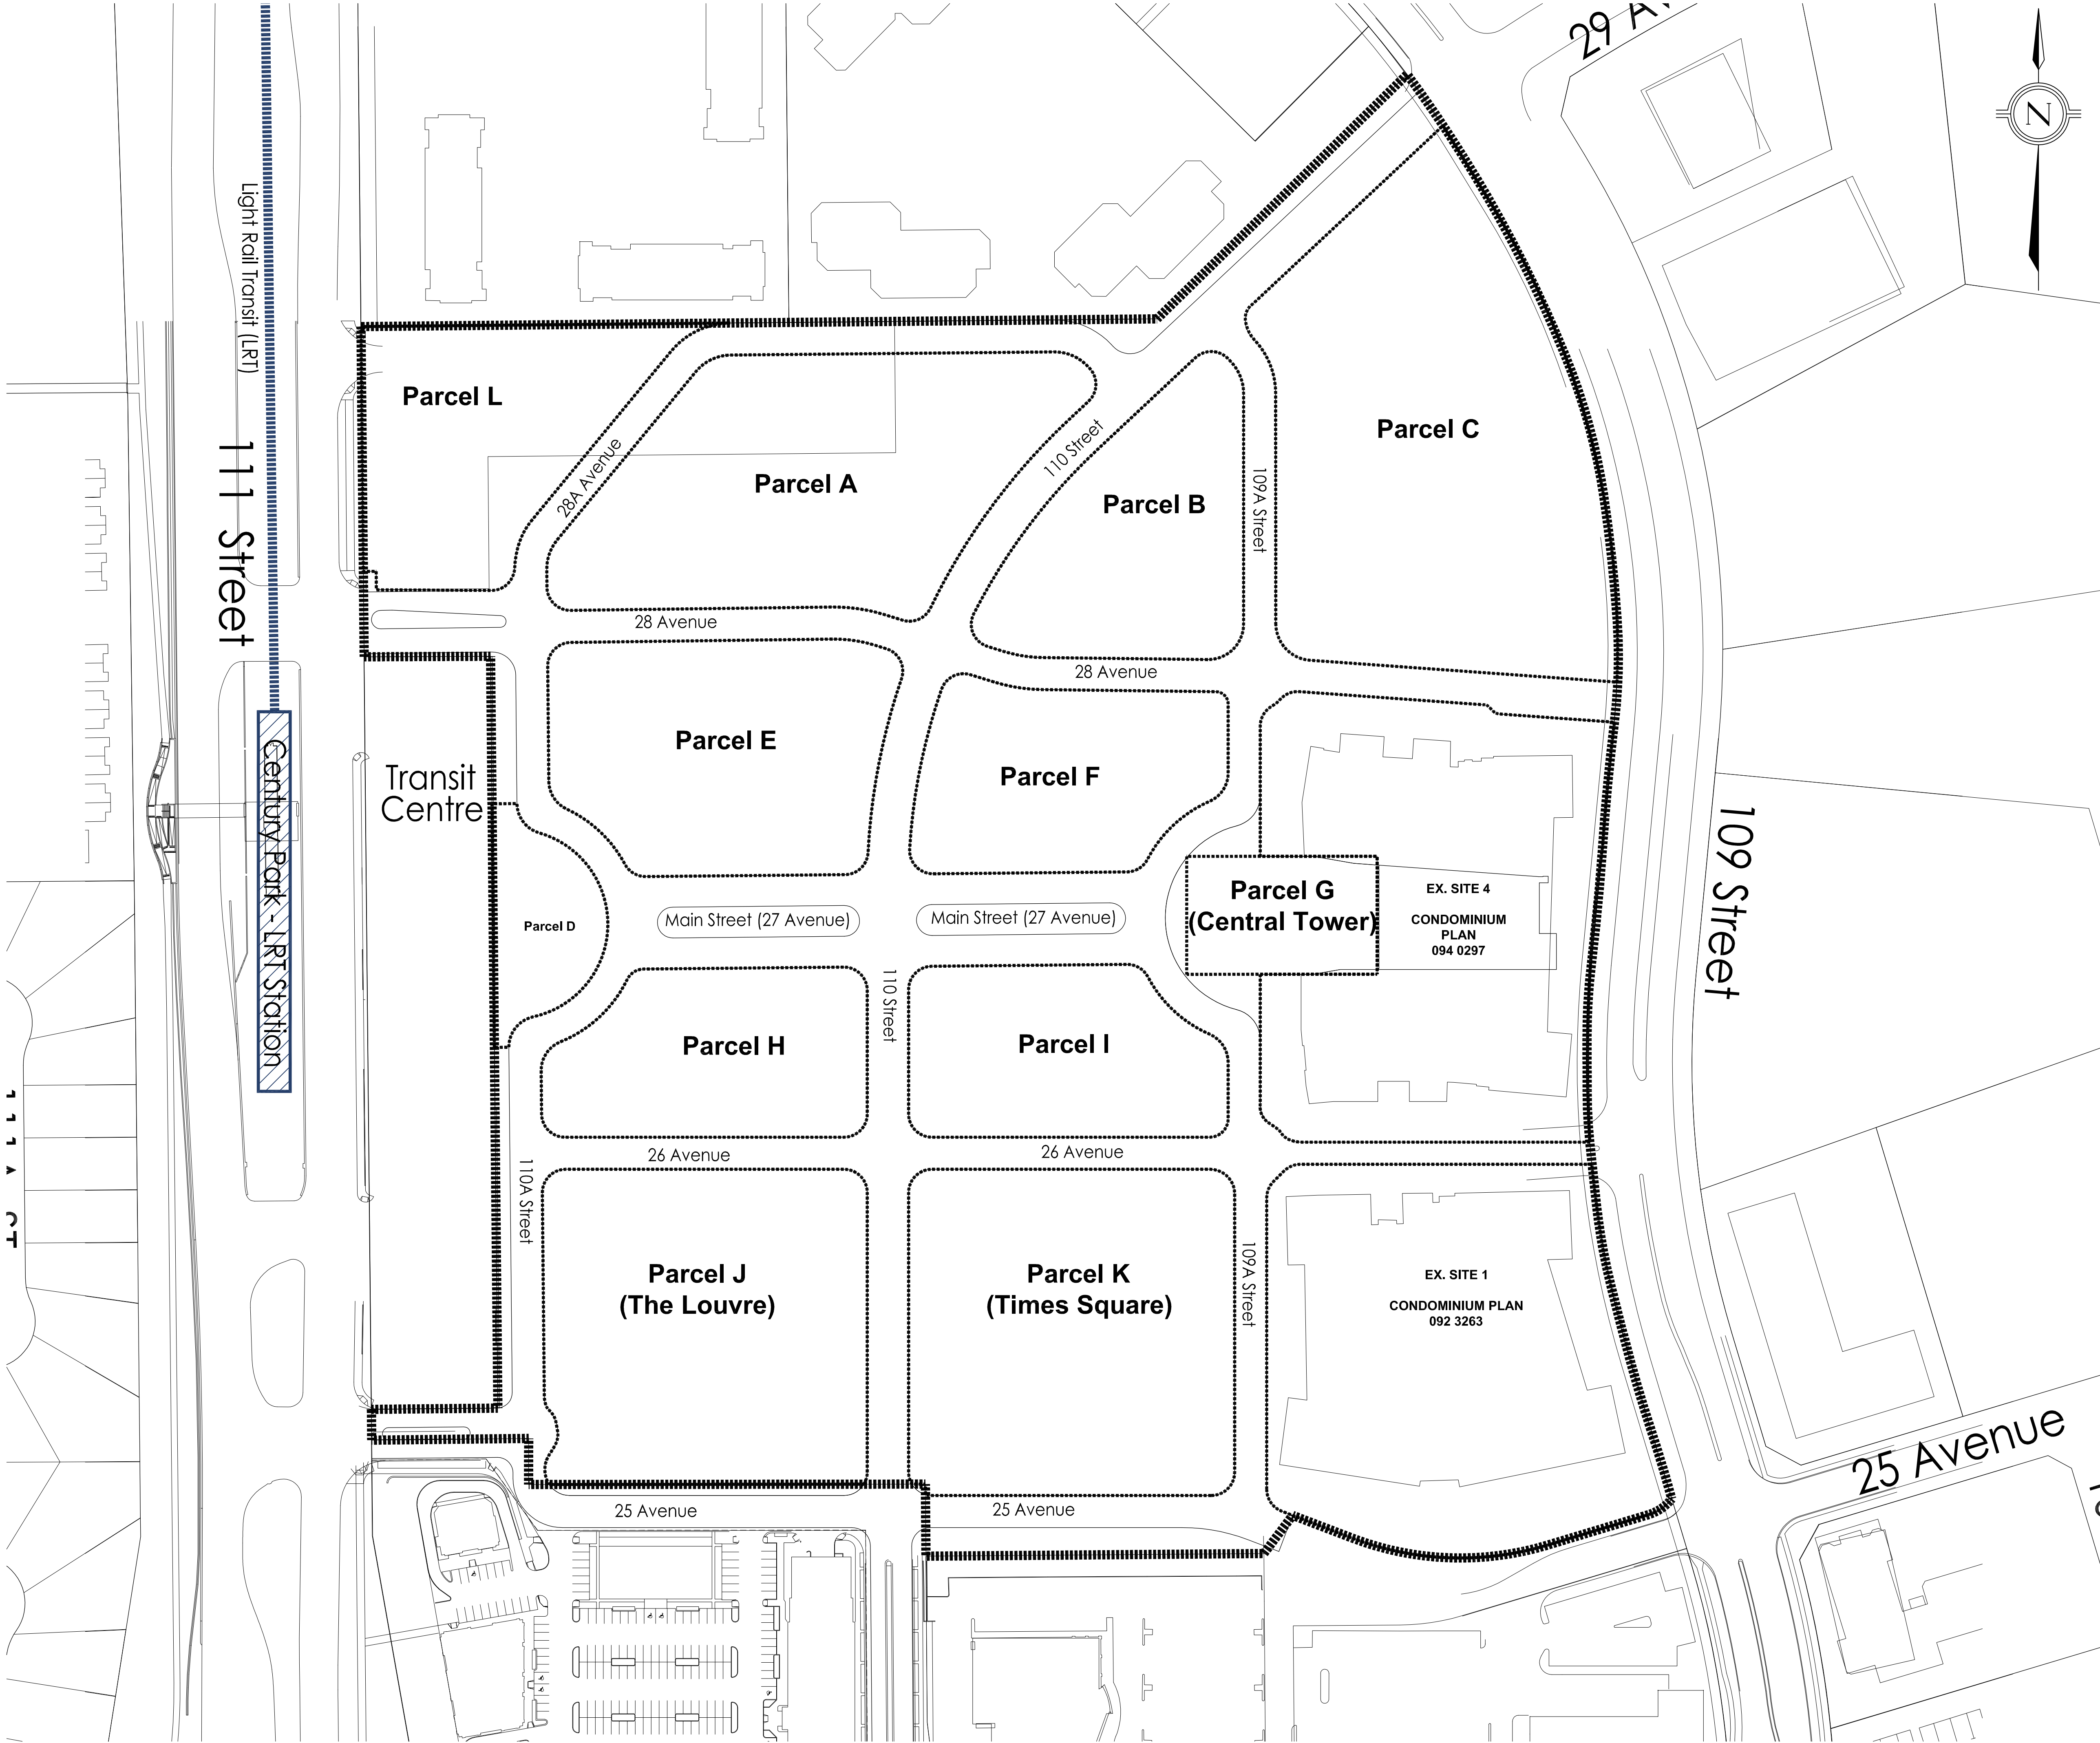 29 AV
N
Light Rail Transit (LRT)
111 Street
Parcel L
28A Avenue
Parcel A
110 Street
Parcel B
109A Street
Parcel C
28 Avenue
28 Avenue
Parcel E
Parcel F
Transit
Centre
Century Park - LRT Station
109 Street
Parcel D
Main Street (27 Avenue)
Main Street (27 Avenue)
Parcel G
(Central Tower)
EX. SITE 4
CONDOMINIUM
PLAN
094 0297
110 Street
Parcel H
Parcel I
26 Avenue
26 Avenue
110A Street
109A Street
Parcel J
(The Louvre)
Parcel K
(Times Square)
EX. SITE 1
CONDOMINIUM PLAN
092 3263
25 Avenue
25 Avenue
25 Avenue